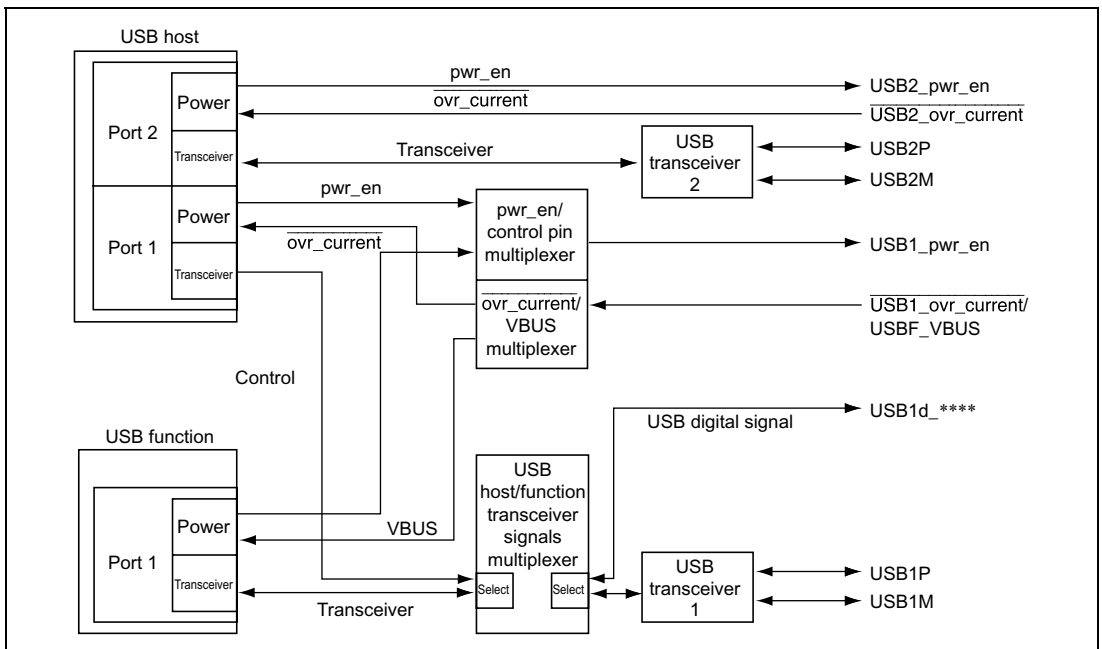 USB host
Port 2
Power
Transceiver
Port 1
Power
Transceiver
pwr_en
ovr_current
Transceiver
pwr_en
ovr_current
USB
transceiver
2
pwr_en/
control pin
multiplexer
ovr_current/
VBUS
multiplexer
USB2_pwr_en
USB2_ovr_current
USB2P
USB2M
USB1_pwr_en
USB1_ovr_current/
USBF_VBUS
Control
USB function
Port 1
Power
Transceiver
VBUS
Transceiver
USB
host/function
transceiver
signals
multiplexer
Select
Select
USB digital signal
USB1d_****
USB
transceiver
1
USB1P
USB1M